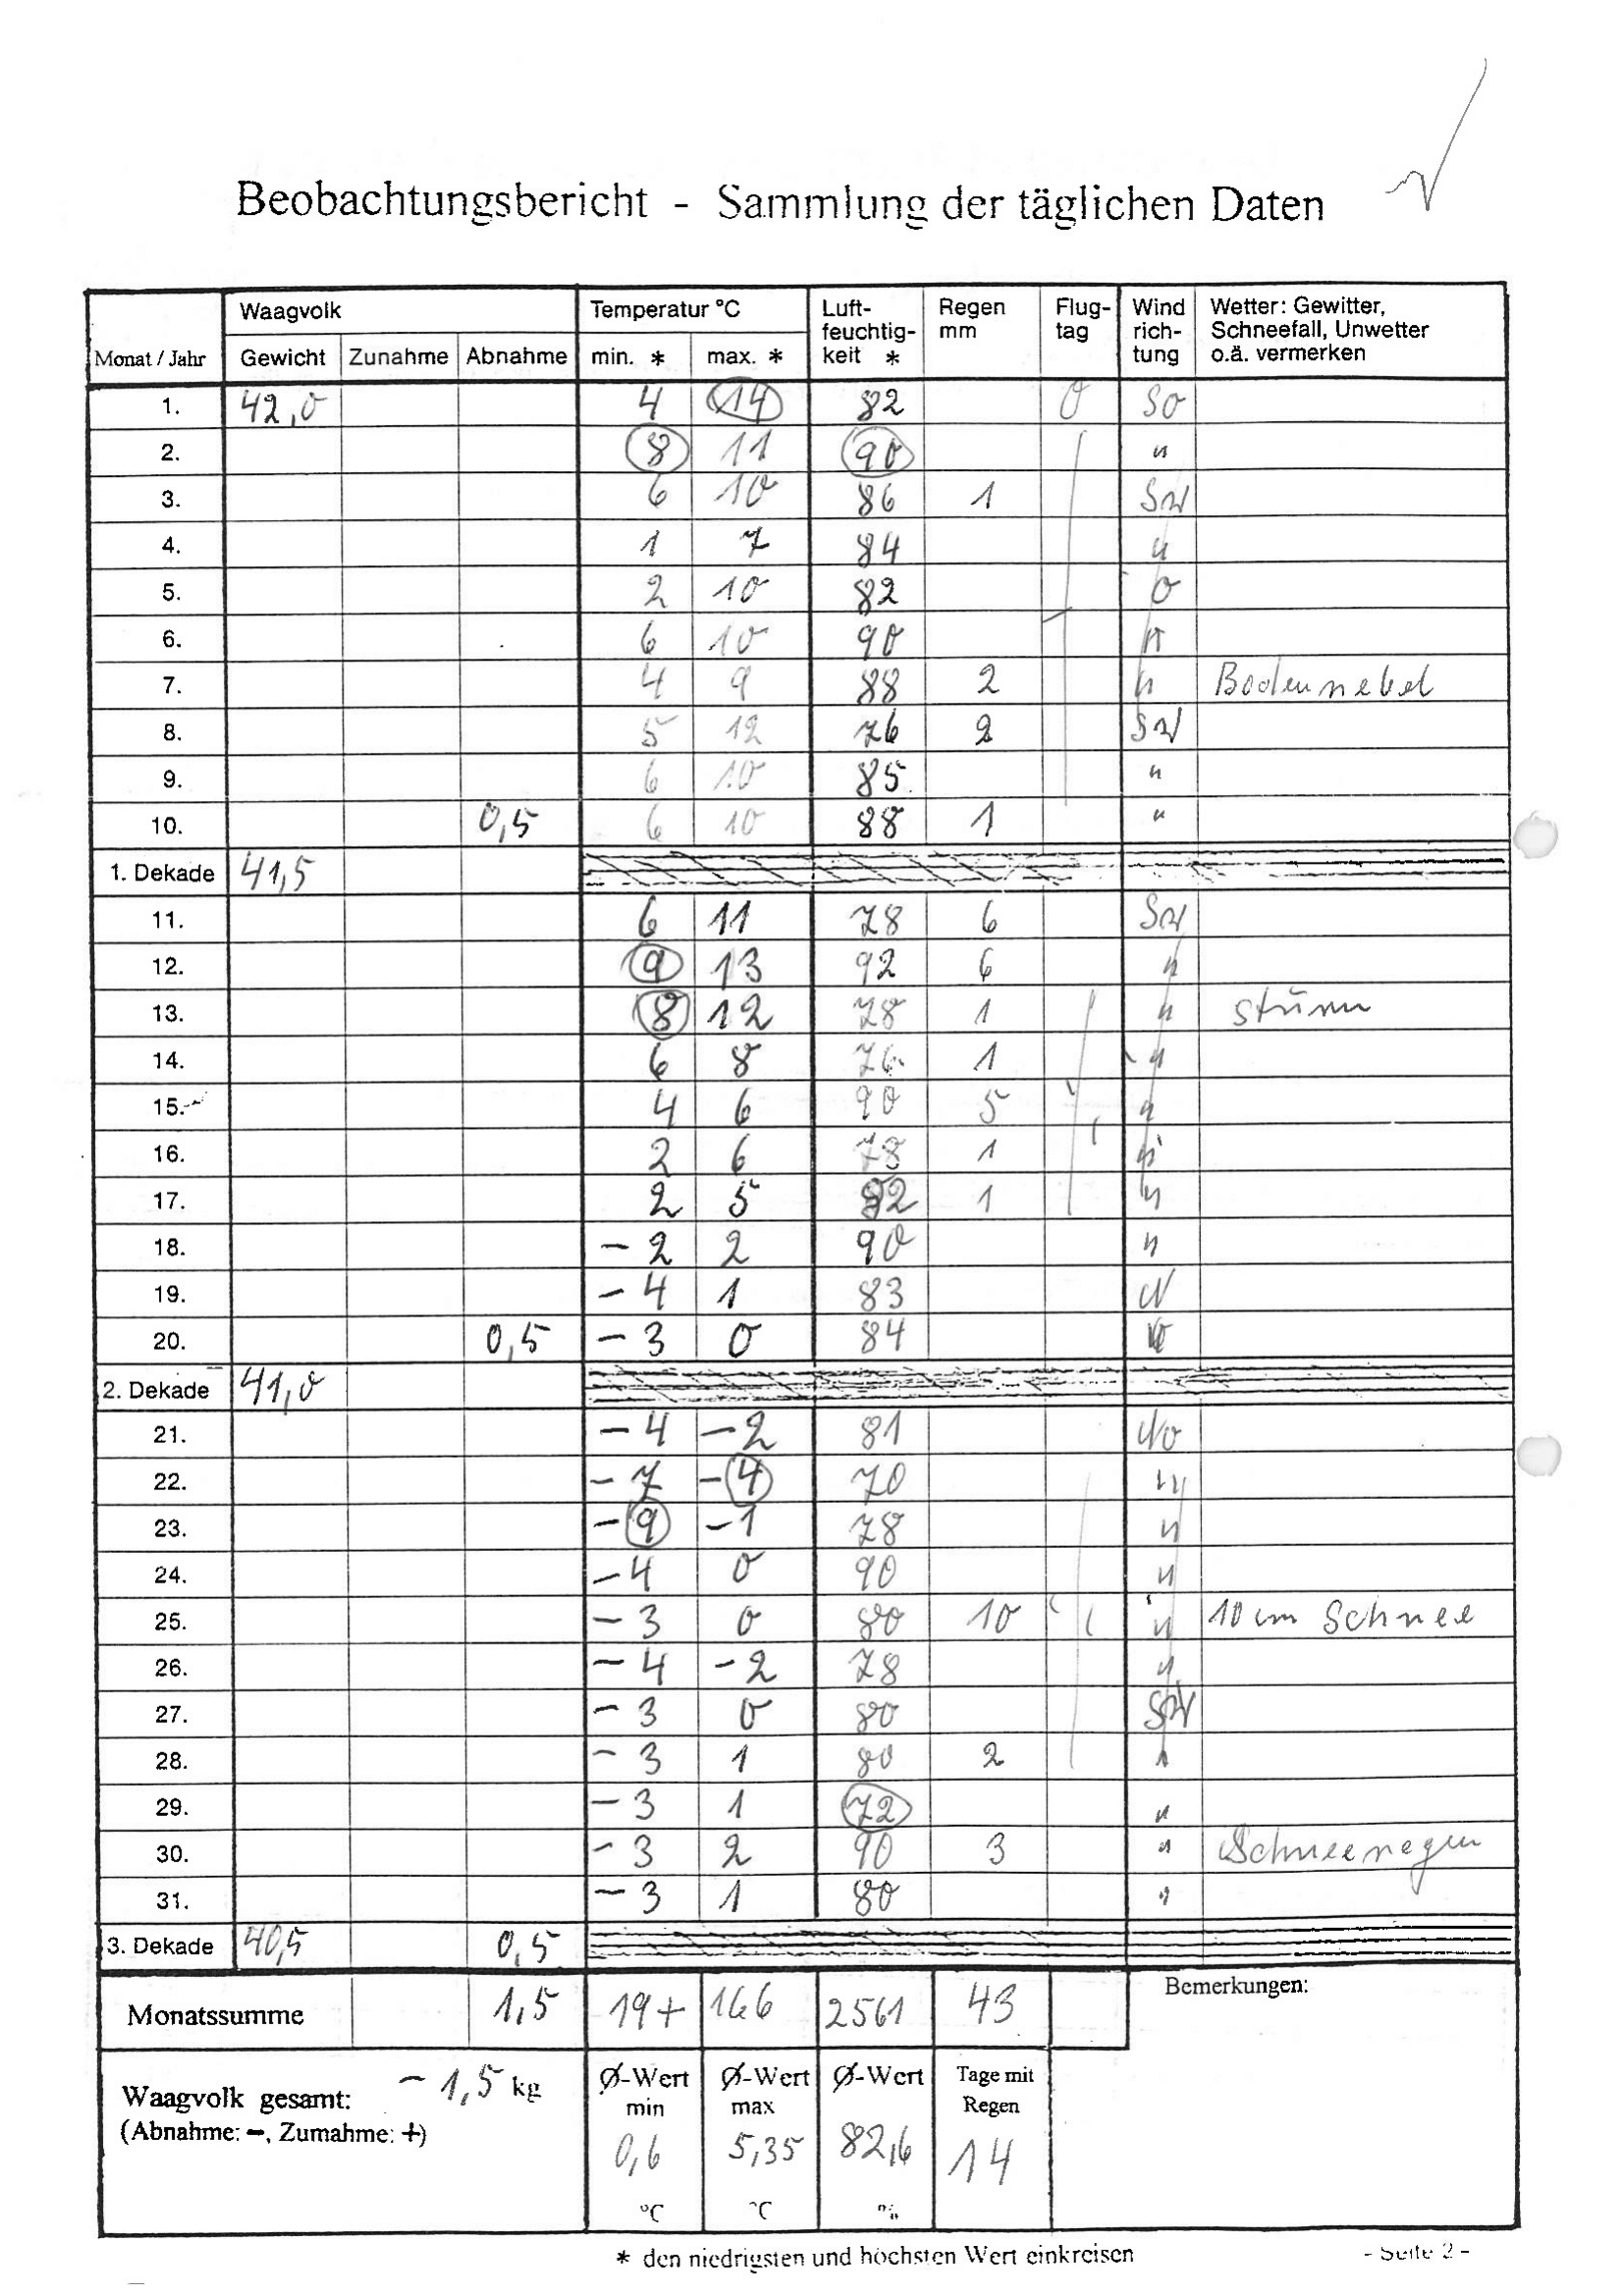 Beobachtungsbericht - Sammlung der täglichen Daten
Monat / Jahr Waagvolk Temperatur °C Luft-feuchtig-keit * Regen mm Flug-tag Wind rich-tung Wetter: Gewitter, Schneefall, Unwetter o.ä. vermerken
Gewicht Zunahme Abnahme min. * max. *
1. 42,0 4 14 82 0 SO
2. 8 11 90 "
3. 6 10 86 1 SW
4. 1 7 84 "
5. 2 10 82 O
6. 6 10 90 "
7. 4 9 88 2 " Bodennebel
8. 5 12 76 2 SW
9. 6 10 85 "
10. 0,5 6 10 88 1 "
1. Dekade 41,5
11. 6 11 78 6 SW
12. 9 13 92 6 "
13. 8 12 78 1 " Sturm
14. 6 8 76 1 "
15. 4 6 90 5 "
16. 2 6 78 1 "
17. 2 5 82 1 "
18. -2 2 90 "
19. -4 1 83 N
20. 0,5 -3 0 84
2. Dekade 41,0
21. -4 -2 81 NO
22. -7 -4 70 "
23. -9 -1 78 "
24. -4 0 90 "
25. -3 0 80 10 " 10 cm Schnee
26. -4 -2 78 "
27. -3 0 80 SW
28. -3 1 80 2 "
29. -3 1 72 "
30. -3 2 90 3 " Schneeregen
31. -3 1 80 "
3. Dekade 40,5 0,5
Monatssumme 1,5 19+ 166 2561 43 Bemerkungen:
Waagvolk gesamt: - 1,5 kg Ø-Wert min Ø-Wert max Ø-Wert Tage mit Regen
(Abnahme: -, Zumahme: +)
0,6 5,35 82,6 14
°C °C %
* den niedrigsten und höchsten Wert einkreisen
- Seite 2 -